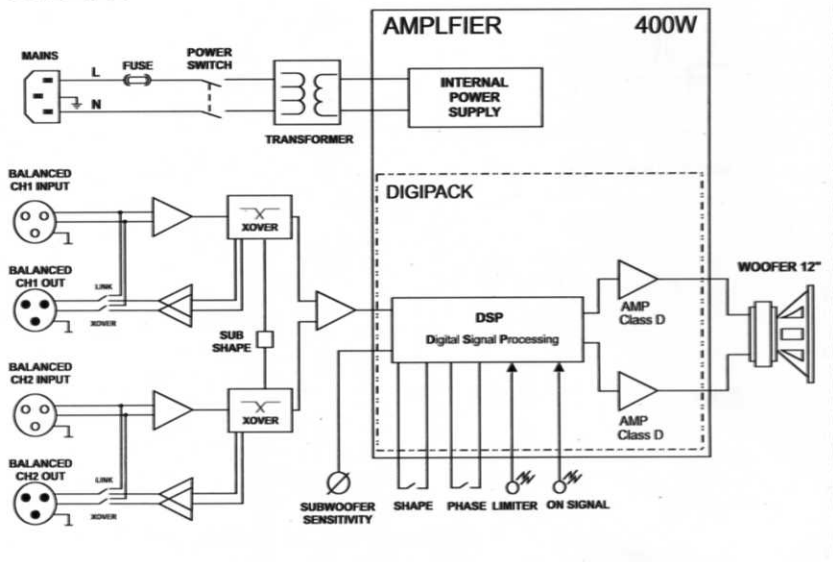 AMPLFIER 400W
MAINS
L
FUSE
POWER
SWITCH
N
TRANSFORMER
INTERNAL
POWER
SUPPLY
BALANCED
CH1 INPUT
XOVER
DIGIPACK
BALANCED
CH1 OUT
LINK
XOVER
SUB
SHAPE
DSP
Digital Signal Processing
AMP
Class D
WOOFER 12"
BALANCED
CH2 INPUT
XOVER
AMP
Class D
BALANCED
CH2 OUT
LINK
XOVER
SUBWOOFER
SENSITIVITY
SHAPE
PHASE
LIMITER
ON SIGNAL